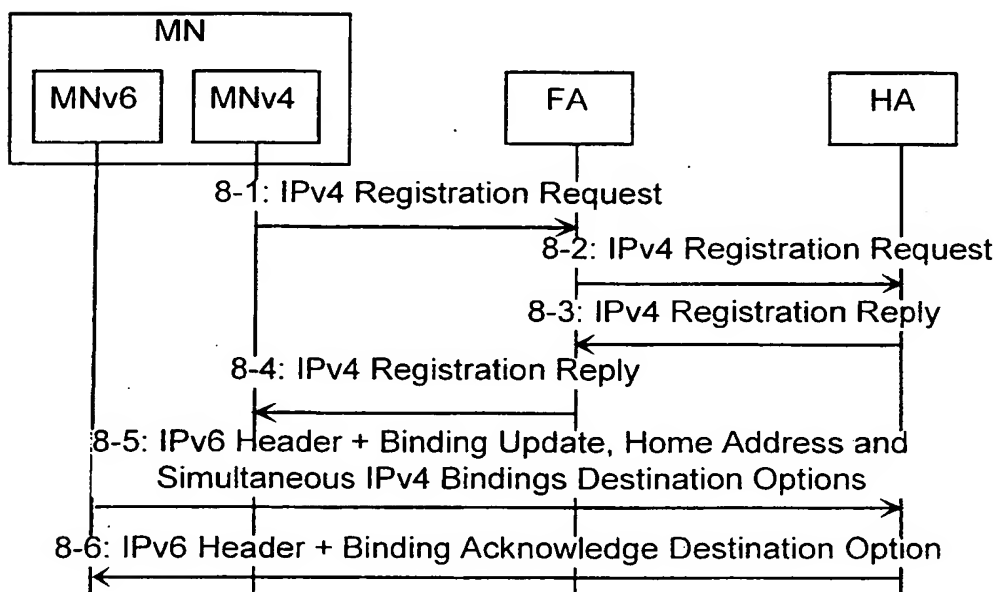 MN
MNv6 MNv4 FA HA
8-1: IPv4 Registration Request
8-2: IPv4 Registration Request
8-3: IPv4 Registration Reply
8-4: IPv4 Registration Reply
8-5: IPv6 Header + Binding Update, Home Address and
Simultaneous IPv4 Bindings Destination Options
8-6: IPv6 Header + Binding Acknowledge Destination Option